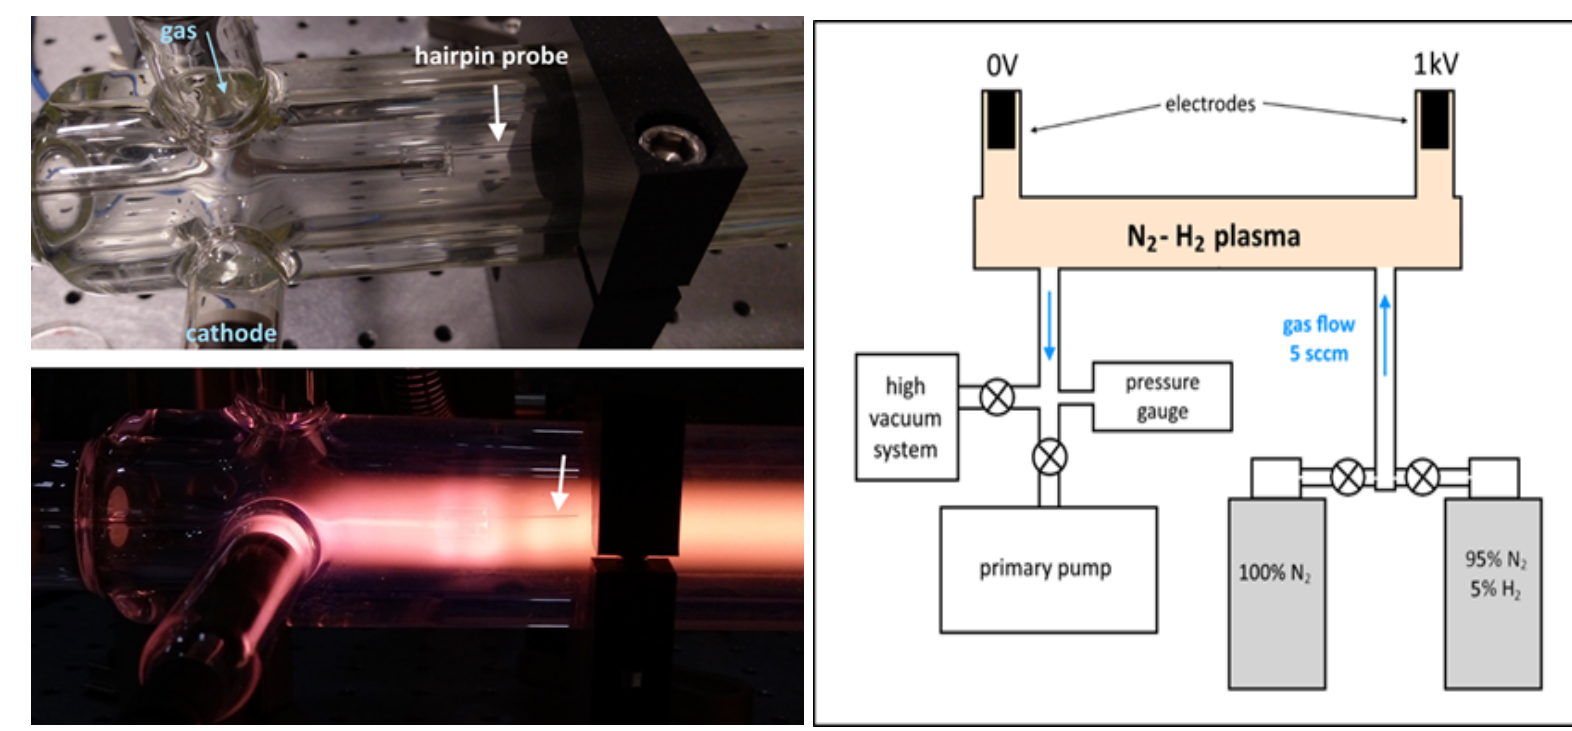 gas
hairpin probe
cathode
0V
1kV
electrodes
N₂- H₂ plasma
gas flow
5 sccm
high
vacuum
system
pressure
gauge
primary pump
100% N₂
95% N₂
5% H₂